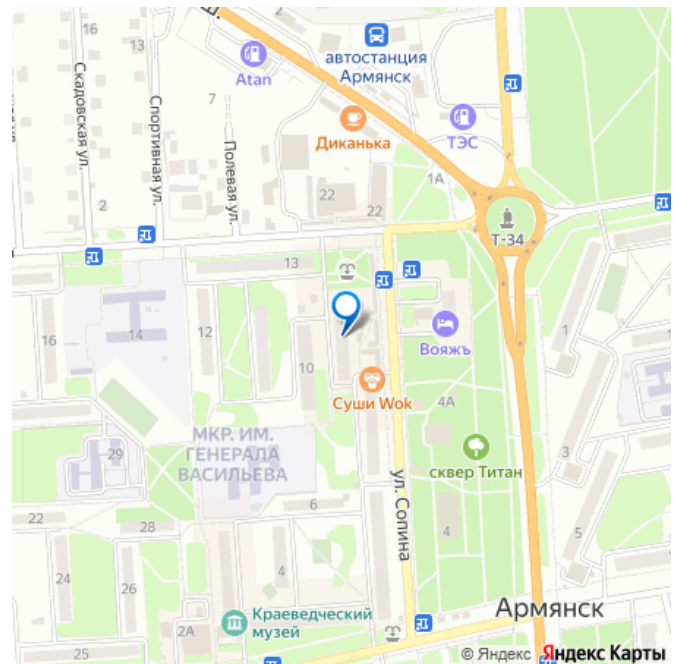 16
13
ш.
автостанция
Армянск
Atan
Скадовская ул.
Спортивная ул.
7
Полевая ул.
Диканька
ТЭС
2
22
22
1А
Т-34
13
16
14
12
10
Вояжъ
1
Суши Wok
4А
МКР. ИМ.
ГЕНЕРАЛА
ВАСИЛЬЕВА
29
сквер Титан
3
ул. Сопина
22
28
6
4
5
24
26
4
Армянск
Краеведческий
музей
2А
25
© Яндекс Яндекс Карты